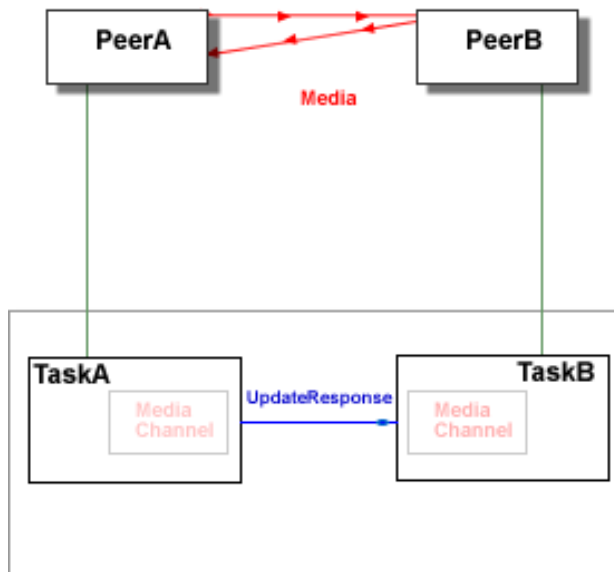 PeerA
PeerB
Media
TaskA
TaskB
UpdateResponse
Media
Channel
Media
Channel